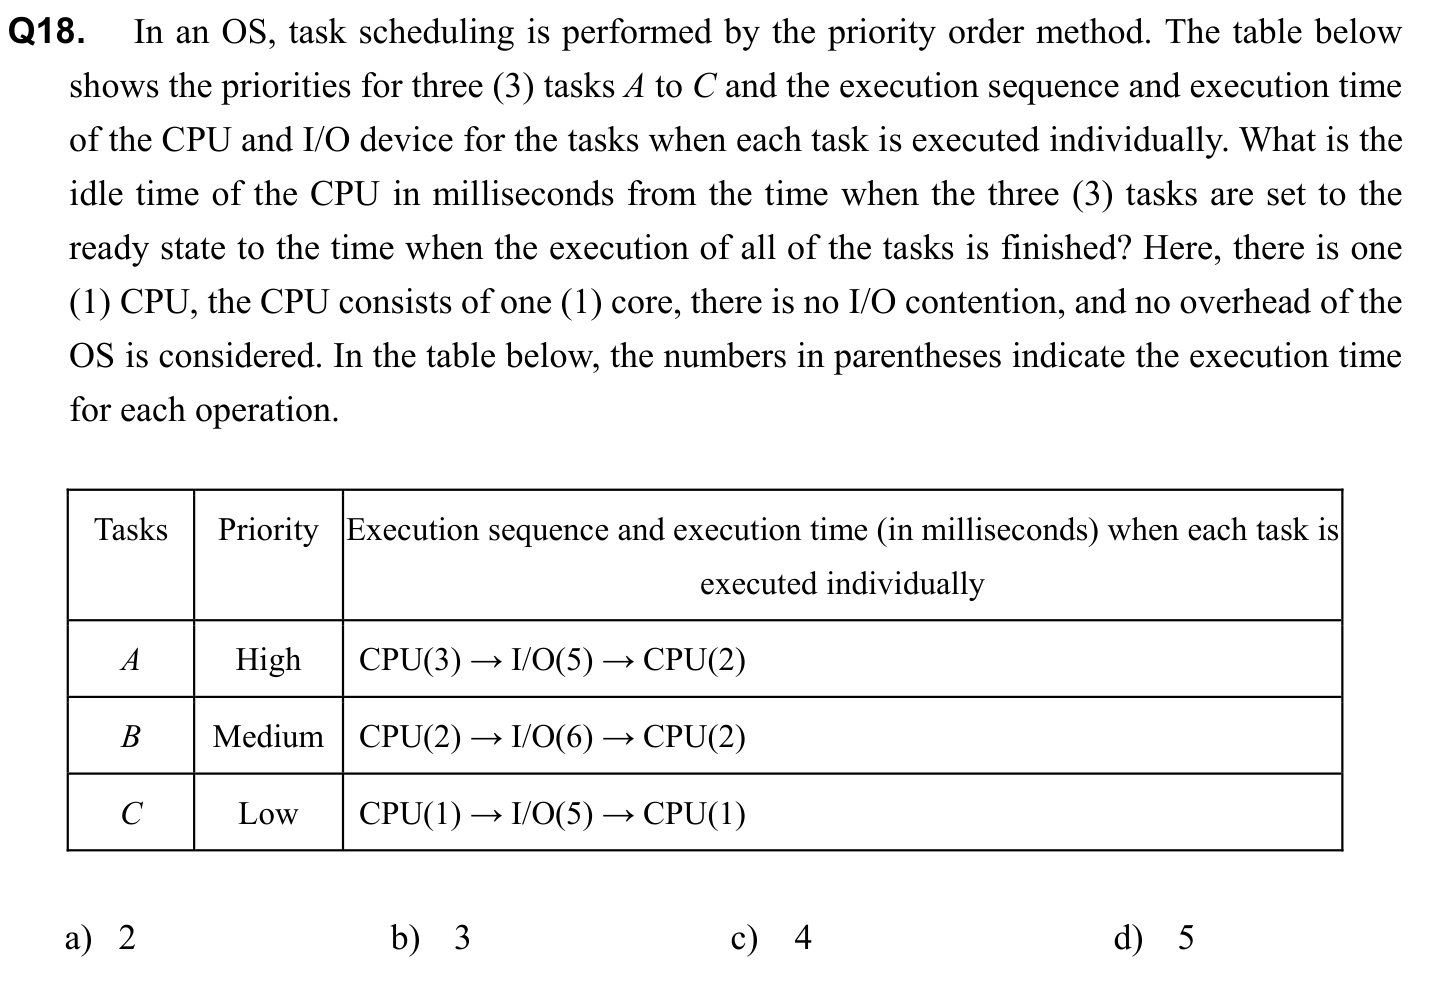 Q18. In an OS, task scheduling is performed by the priority order method. The table below
shows the priorities for three (3) tasks A to C and the execution sequence and execution time
of the CPU and I/O device for the tasks when each task is executed individually. What is the
idle time of the CPU in milliseconds from the time when the three (3) tasks are set to the
ready state to the time when the execution of all of the tasks is finished? Here, there is one
(1) CPU, the CPU consists of one (1) core, there is no I/O contention, and no overhead of the
OS is considered. In the table below, the numbers in parentheses indicate the execution time
for each operation.
Tasks Priority Execution sequence and execution time (in milliseconds) when each task is
executed individually
A High CPU(3) → I/O(5) → CPU(2)
B Medium CPU(2) → I/O(6) → CPU(2)
C Low CPU(1) → I/O(5) → CPU(1)
a) 2 b) 3 c) 4 d) 5